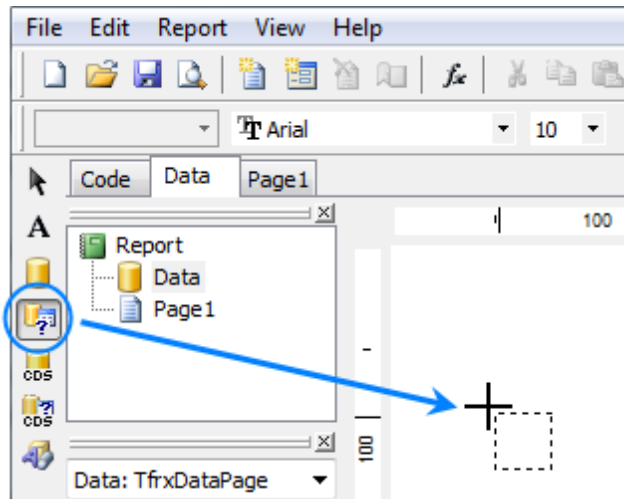 File Edit Report View Help
Arial 10
Code Data Page1
A
Report
Data
Page1
100
?
CDS
?
CDS
100
Data: TfrxDataPage